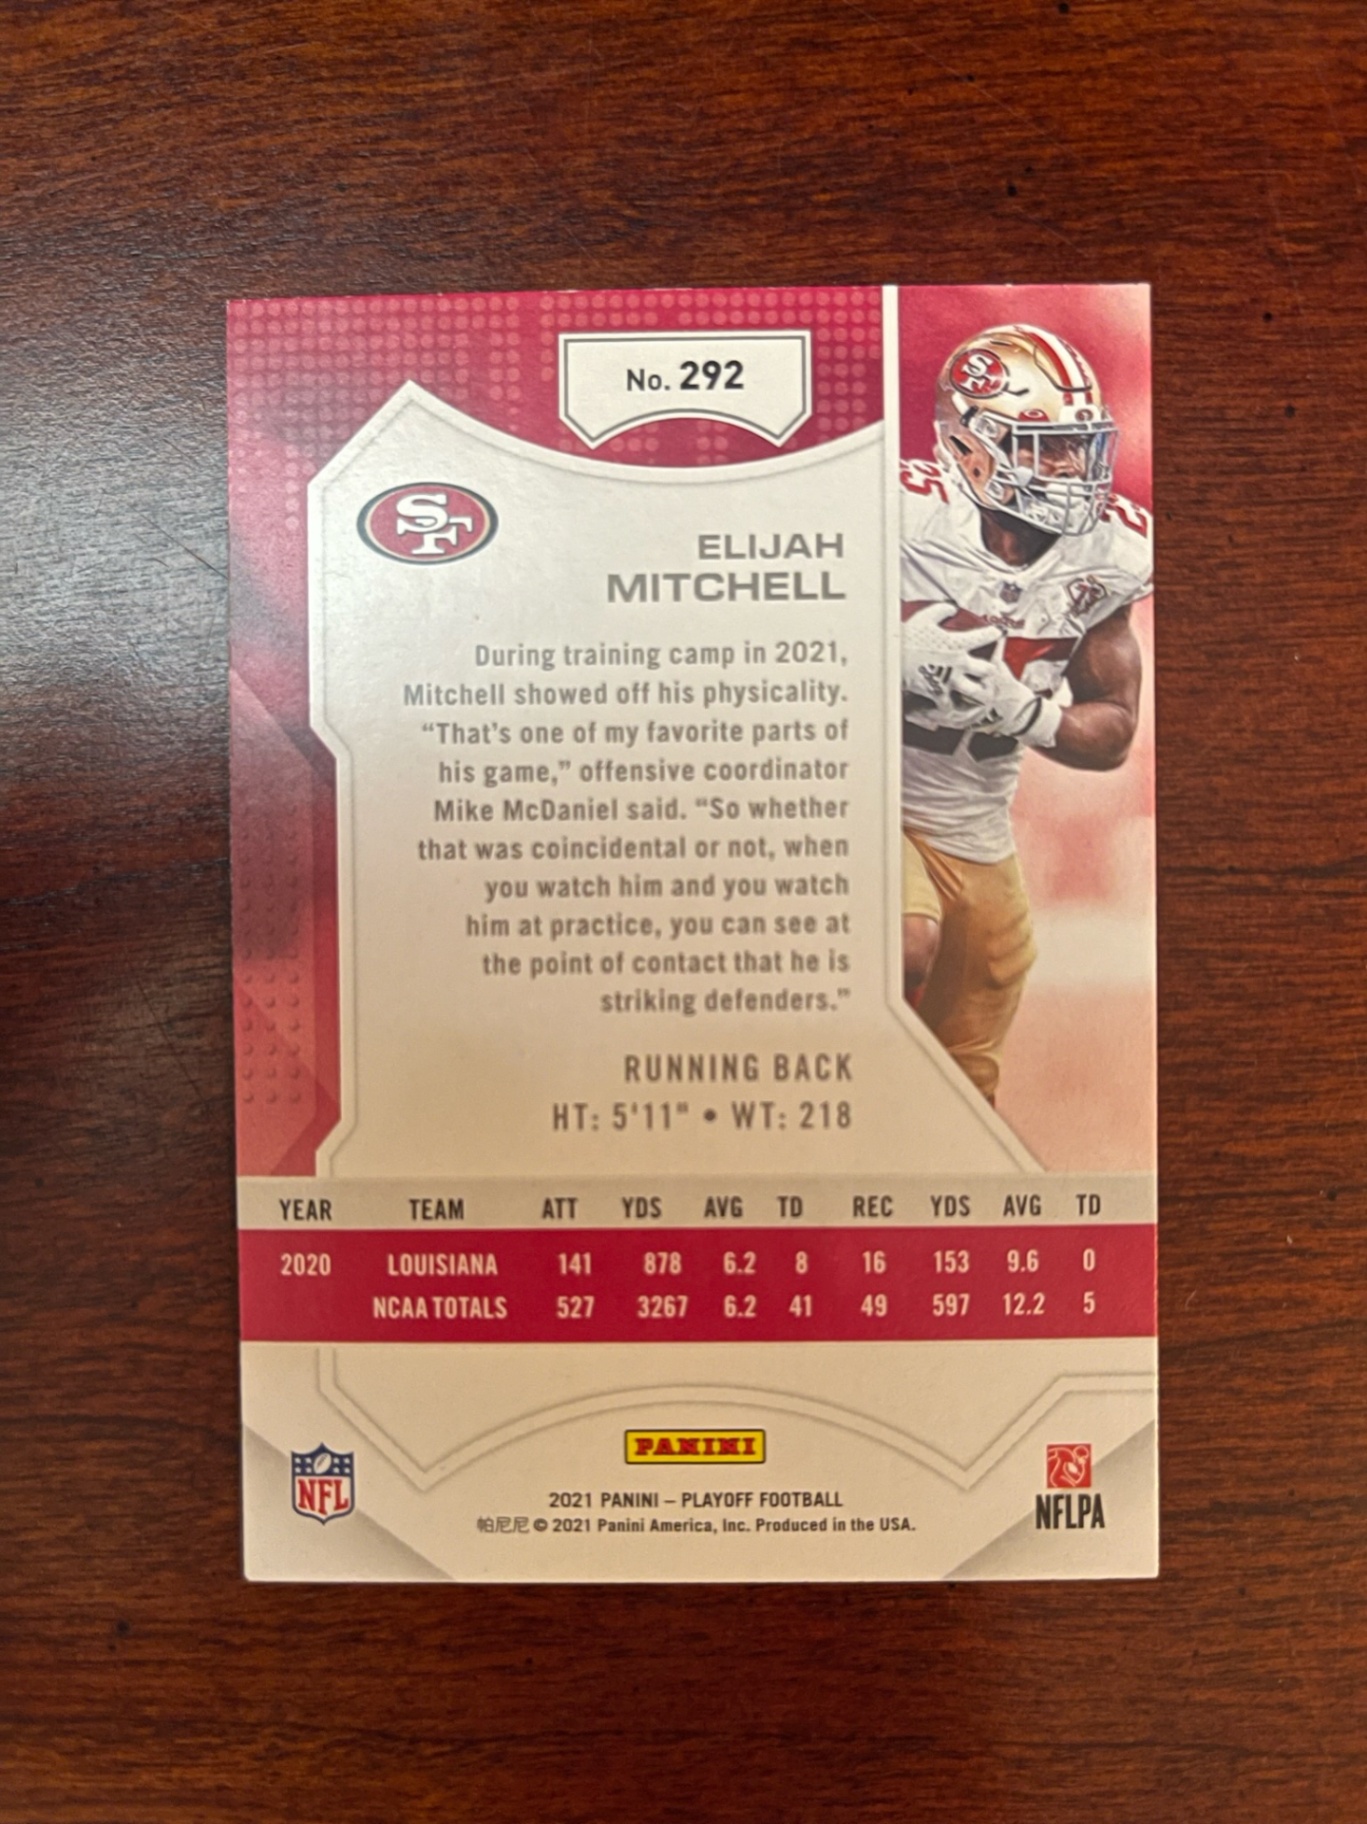 No. 292
SF
ELIJAH
MITCHELL
During training camp in 2021,
Mitchell showed off his physicality.
“That’s one of my favorite parts of
his game,” offensive coordinator
Mike McDaniel said. “So whether
that was coincidental or not, when
you watch him and you watch
him at practice, you can see at
the point of contact that he is
striking defenders.”
RUNNING BACK
HT: 5'11" • WT: 218
YEAR TEAM ATT YDS AVG TD REC YDS AVG TD
2020 LOUISIANA 141 878 6.2 8 16 153 9.6 0
NCAA TOTALS 527 3267 6.2 41 49 597 12.2 5
PANINI
NFL
2021 PANINI – PLAYOFF FOOTBALL
帕尼尼 © 2021 Panini America, Inc. Produced in the USA.
NFLPA
SF
25
25